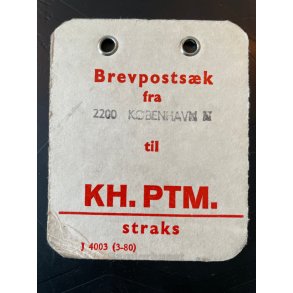 Brevpostsæk
fra
2200 KØBENHAVN N
til
KH. PTM.
straks
J 4003 (3-80)